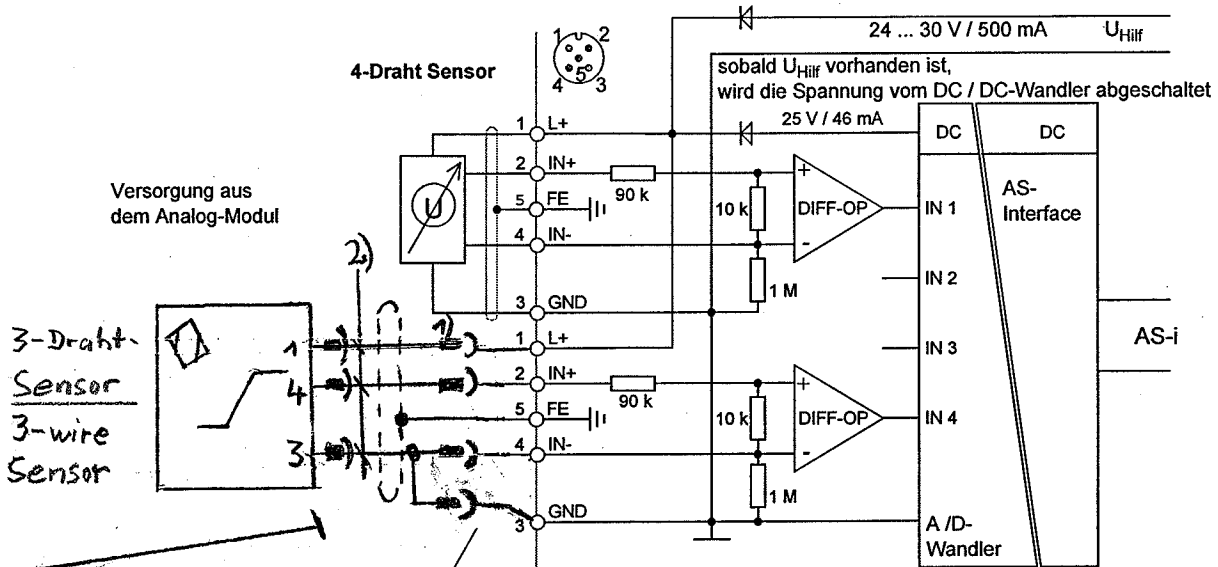 24 ... 30 V / 500 mA U_Hilf
1 2
4 5 3
4-Draht Sensor
sobald U_Hilf vorhanden ist,
wird die Spannung vom DC / DC-Wandler abgeschaltet
25 V / 46 mA
DC DC
1 L+
2 IN+
90 k
5 FE
4 IN-
3 GND
U
10 k
1 M
+
DIFF-OP
-
IN 1
AS-
Interface
IN 2
IN 3
IN 4
AS-i
Versorgung aus
dem Analog-Modul
2)
1)
3-Draht-
Sensor
3-wire
Sensor
1
4
3
1 L+
2 IN+
90 k
5 FE
4 IN-
3 GND
10 k
1 M
+
DIFF-OP
-
A /D-
Wandler